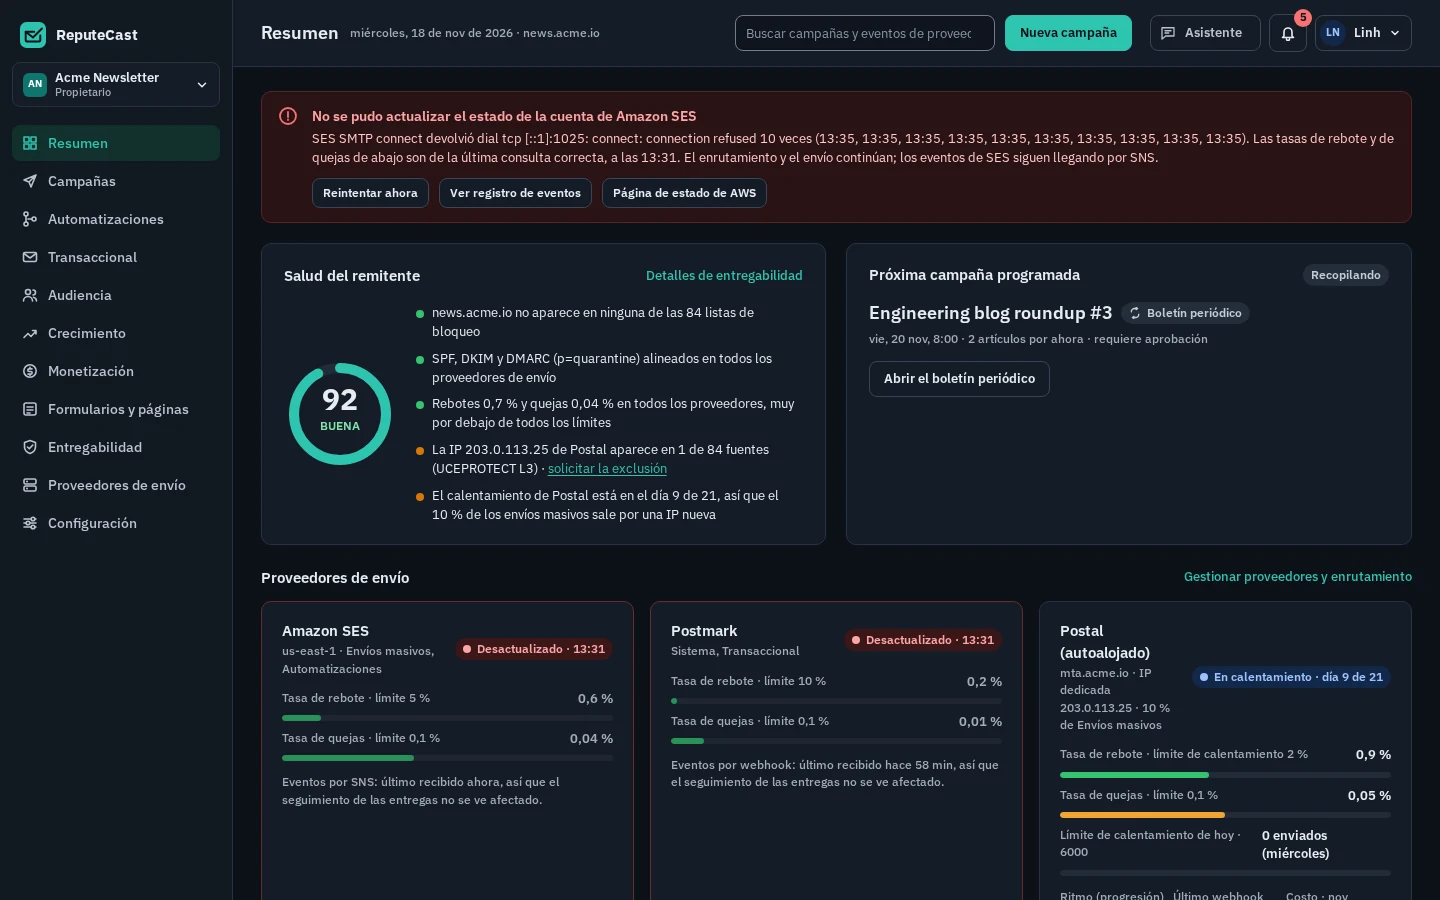 ReputeCast
AN
Acme Newsletter
Propietario
Resumen
Campañas
Automatizaciones
Transaccional
Audiencia
Crecimiento
Monetización
Formularios y páginas
Entregabilidad
Proveedores de envío
Configuración
Resumen
miércoles, 18 de nov de 2026 · news.acme.io
Buscar campañas y eventos de proveec
Nueva campaña
Asistente
5
LN
Linh
No se pudo actualizar el estado de la cuenta de Amazon SES
SES SMTP connect devolvió dial tcp [::1]:1025: connect: connection refused 10 veces (13:35, 13:35, 13:35, 13:35, 13:35, 13:35, 13:35, 13:35, 13:35, 13:35). Las tasas de rebote y de
quejas de abajo son de la última consulta correcta, a las 13:31. El enrutamiento y el envío continúan; los eventos de SES siguen llegando por SNS.
Reintentar ahora
Ver registro de eventos
Página de estado de AWS
Salud del remitente
Detalles de entregabilidad
92
BUENA
news.acme.io no aparece en ninguna de las 84 listas de
bloqueo
SPF, DKIM y DMARC (p=quarantine) alineados en todos los
proveedores de envío
Rebotes 0,7 % y quejas 0,04 % en todos los proveedores, muy
por debajo de todos los límites
La IP 203.0.113.25 de Postal aparece en 1 de 84 fuentes
(UCEPROTECT L3) · solicitar la exclusión
El calentamiento de Postal está en el día 9 de 21, así que el
10 % de los envíos masivos sale por una IP nueva
Próxima campaña programada
Recopilando
Engineering blog roundup #3
Boletín periódico
vie, 20 nov, 8:00 · 2 artículos por ahora · requiere aprobación
Abrir el boletín periódico
Proveedores de envío
Gestionar proveedores y enrutamiento
Amazon SES
us-east-1 · Envíos masivos,
Automatizaciones
Desactualizado · 13:31
Tasa de rebote · límite 5 %
0,6 %
Tasa de quejas · límite 0,1 %
0,04 %
Eventos por SNS: último recibido ahora, así que el
seguimiento de las entregas no se ve afectado.
Postmark
Sistema, Transaccional
Desactualizado · 13:31
Tasa de rebote · límite 10 %
0,2 %
Tasa de quejas · límite 0,1 %
0,01 %
Eventos por webhook: último recibido hace 58 min, así que
el seguimiento de las entregas no se ve afectado.
Postal
(autoalojado)
mta.acme.io · IP
dedicada
203.0.113.25 · 10 %
de Envíos masivos
En calentamiento · día 9 de 21
Tasa de rebote · límite de calentamiento 2 %
0,9 %
Tasa de quejas · límite 0,1 %
0,05 %
Límite de calentamiento de hoy ·
6000
0 enviados
(miércoles)
Ritmo (progresión)
Último webhook
Costo · nov